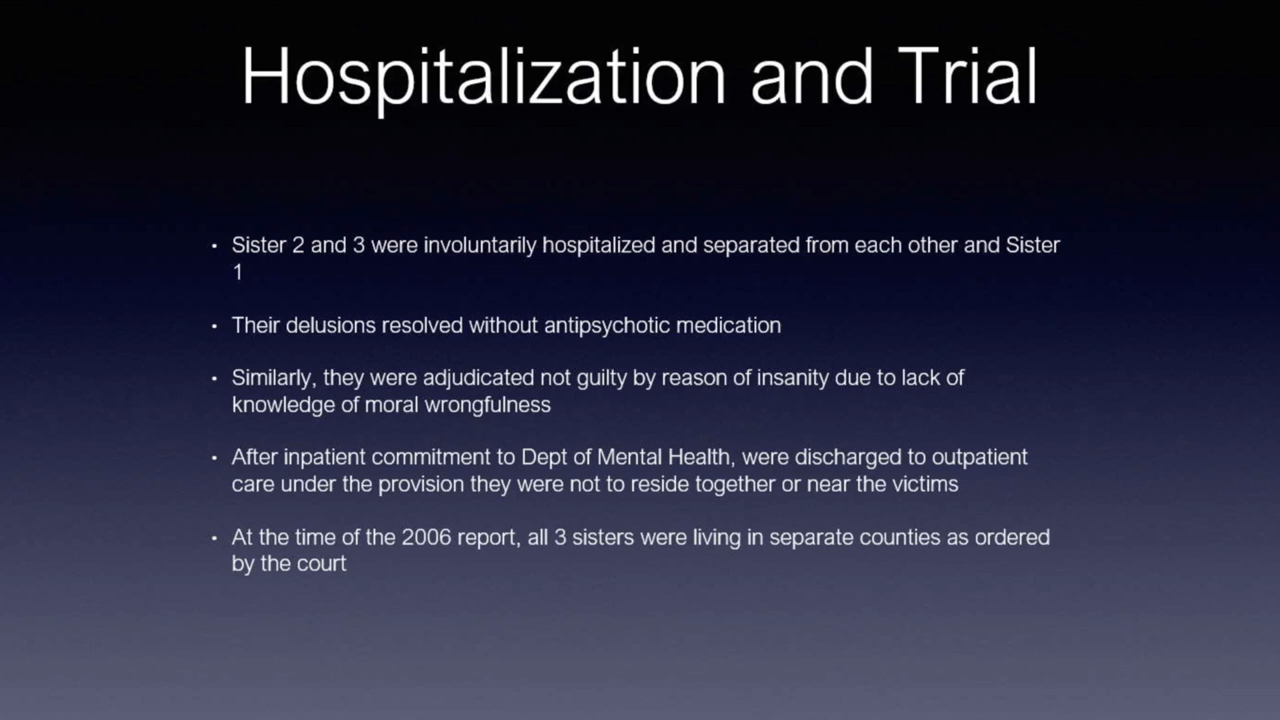 Hospitalization and Trial
• Sister 2 and 3 were involuntarily hospitalized and separated from each other and Sister
1
• Their delusions resolved without antipsychotic medication
• Similarly, they were adjudicated not guilty by reason of insanity due to lack of
knowledge of moral wrongfulness
• After inpatient commitment to Dept of Mental Health, were discharged to outpatient
care under the provision they were not to reside together or near the victims
• At the time of the 2006 report, all 3 sisters were living in separate counties as ordered
by the court